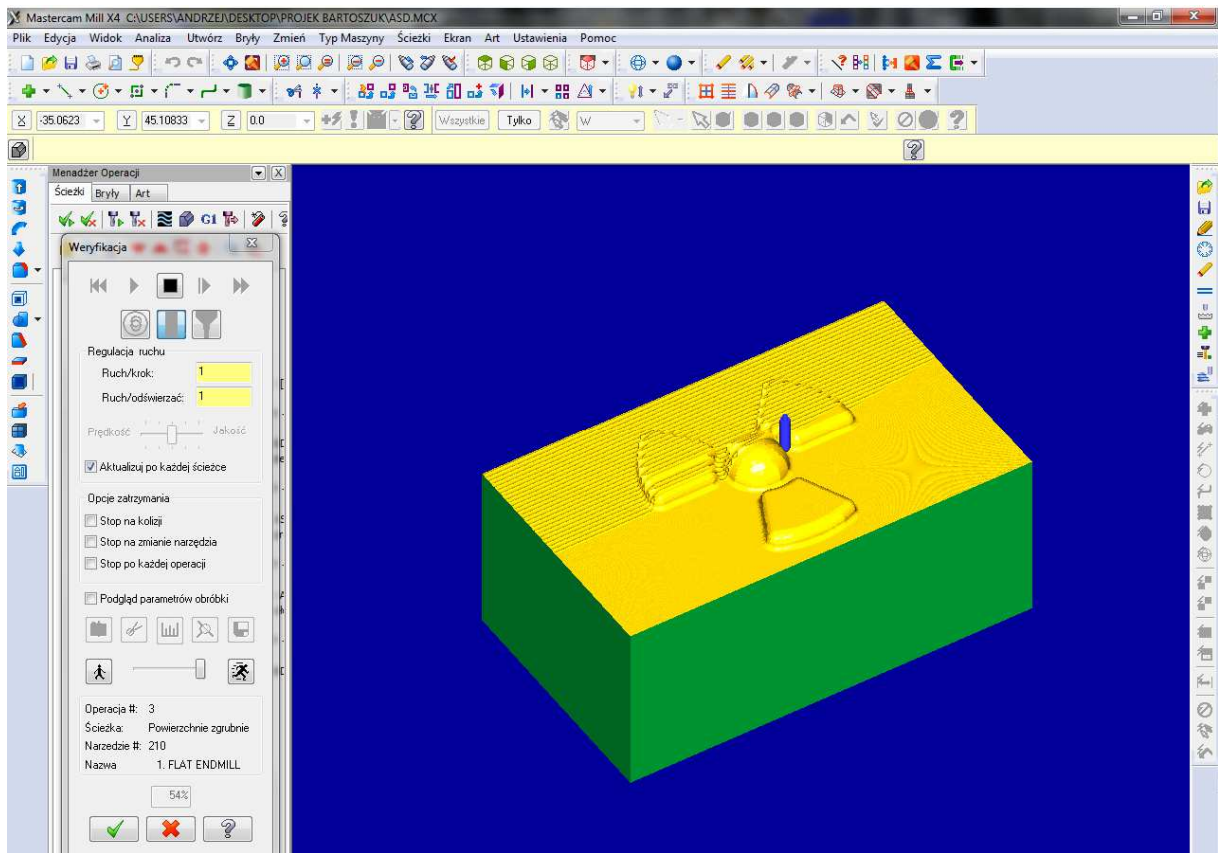 Mastercam Mill X4 C:\USERS\ANDRZEJ\DESKTOP\PROJEK BARTOSZUK\ASD.MCX
Plik Edycja Widok Analiza Utwórz Bryły Zmień Typ Maszyny Ścieżki Ekran Art Ustawienia Pomoc
X -35.0623 Y 45.10833 Z 0.0 Wszystkie Tylko W
Menadżer Operacji
Ścieżki Bryły Art
G1
Weryfikacja
Regulacja ruchu
Ruch/krok: 1
Ruch/odświerzać: 1
Prędkość Jakość
Aktualizuj po każdej ścieżce
Opcje zatrzymania
Stop na kolizji
Stop na zmianie narzędzia
Stop po każdej operacji
Podgląd parametrów obróbki
Operacja #: 3
Ścieżka: Powierzchnie zgrubnie
Narzedzie #: 210
Nazwa 1. FLAT ENDMILL
54%